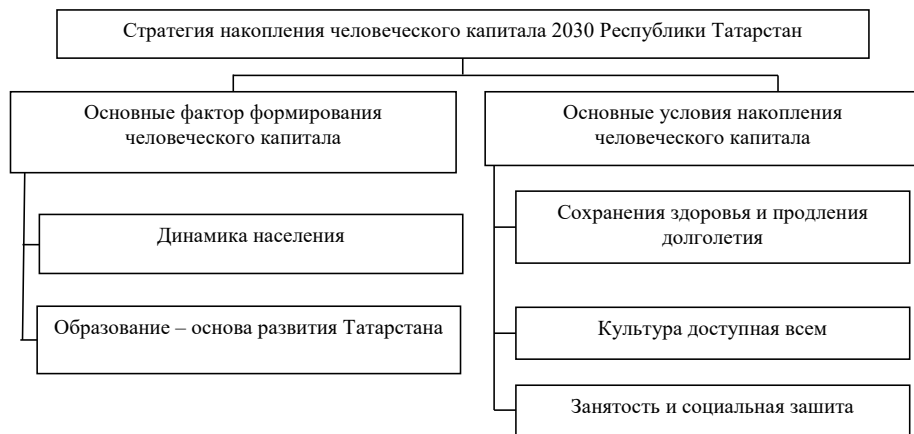 Стратегия накопления человеческого капитала 2030 Республики Татарстан
Основные фактор формирования
человеческого капитала
Динамика населения
Образование – основа развития Татарстана
Основные условия накопления
человеческого капитала
Сохранения здоровья и продления
долголетия
Культура доступная всем
Занятость и социальная зашита